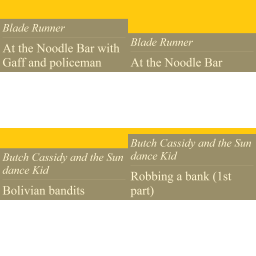 Blade Runner
At the Noodle Bar with
Gaff and policeman
Blade Runner
At the Noodle Bar
Butch Cassidy and the Sun
dance Kid
Bolivian bandits
Butch Cassidy and the Sun
dance Kid
Robbing a bank (1st
part)